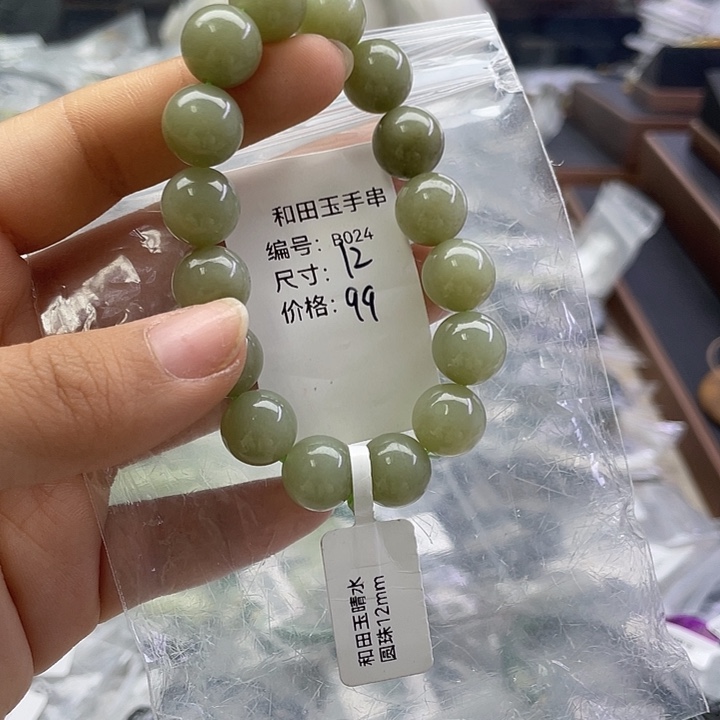 和田玉手串
编号：B024
尺寸：12
价格：99
和田玉晴水
圆珠12mm